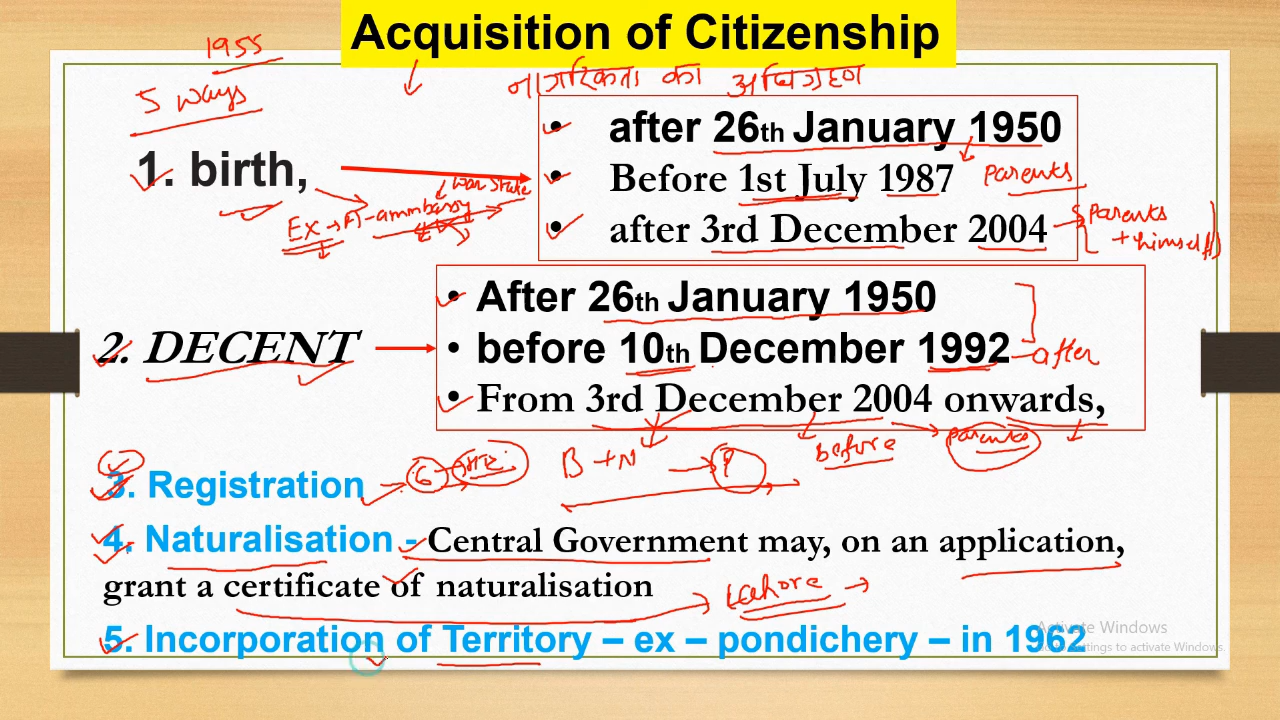 Acquisition of Citizenship
1955
नागरिकता का अधिग्रहण
5 ways
• after 26th January 1950
1. birth,
• Before 1st July 1987 Parents
war State
Ex →
• after 3rd December 2004 Parents
+ himself
• After 26th January 1950
2. DECENT
• before 10th December 1992 after
• From 3rd December 2004 onwards,
before Parents
B + N
3. Registration 6
4. Naturalisation - Central Government may, on an application,
grant a certificate of naturalisation Lahore
5. Incorporation of Territory – ex – pondichery – in 1962
Activate Windows